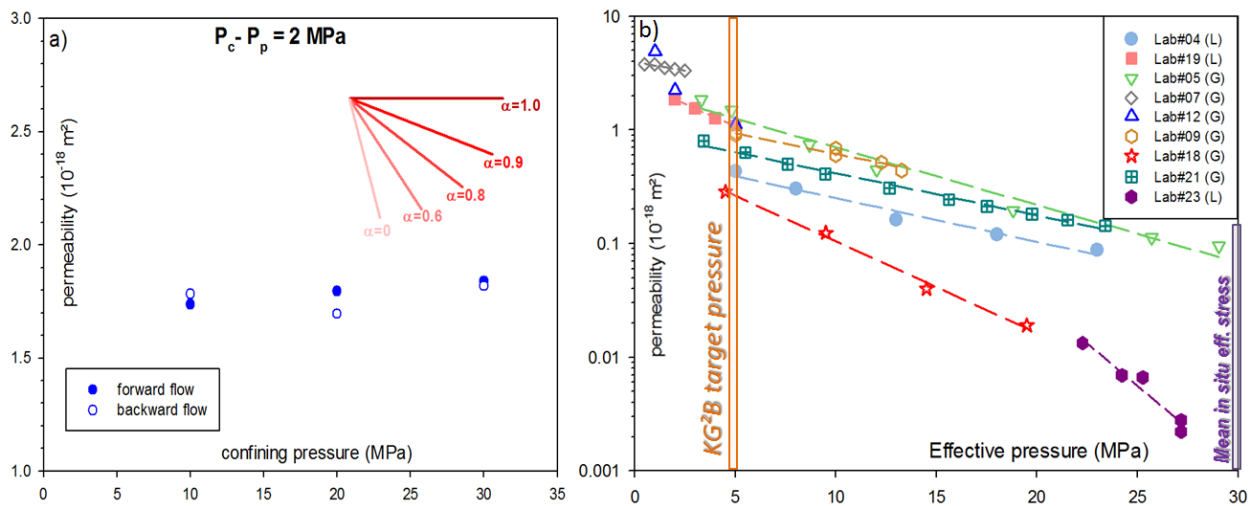 a)
P_c- P_p = 2 MPa
3.0
2.5
2.0
1.5
1.0
permeability (10⁻¹⁸ m²)
α=1.0
α=0.9
α=0.8
α=0.6
α=0
forward flow
backward flow
confining pressure (MPa)
0 5 10 15 20 25 30 35
b)
10
1
0.1
0.01
0.001
permeability (10⁻¹⁸ m²)
KG²B target pressure
Lab#04 (L)
Lab#19 (L)
Lab#05 (G)
Lab#07 (G)
Lab#12 (G)
Lab#09 (G)
Lab#18 (G)
Lab#21 (G)
Lab#23 (L)
Mean in situ eff. stress
Effective pressure (MPa)
0 5 10 15 20 25 30